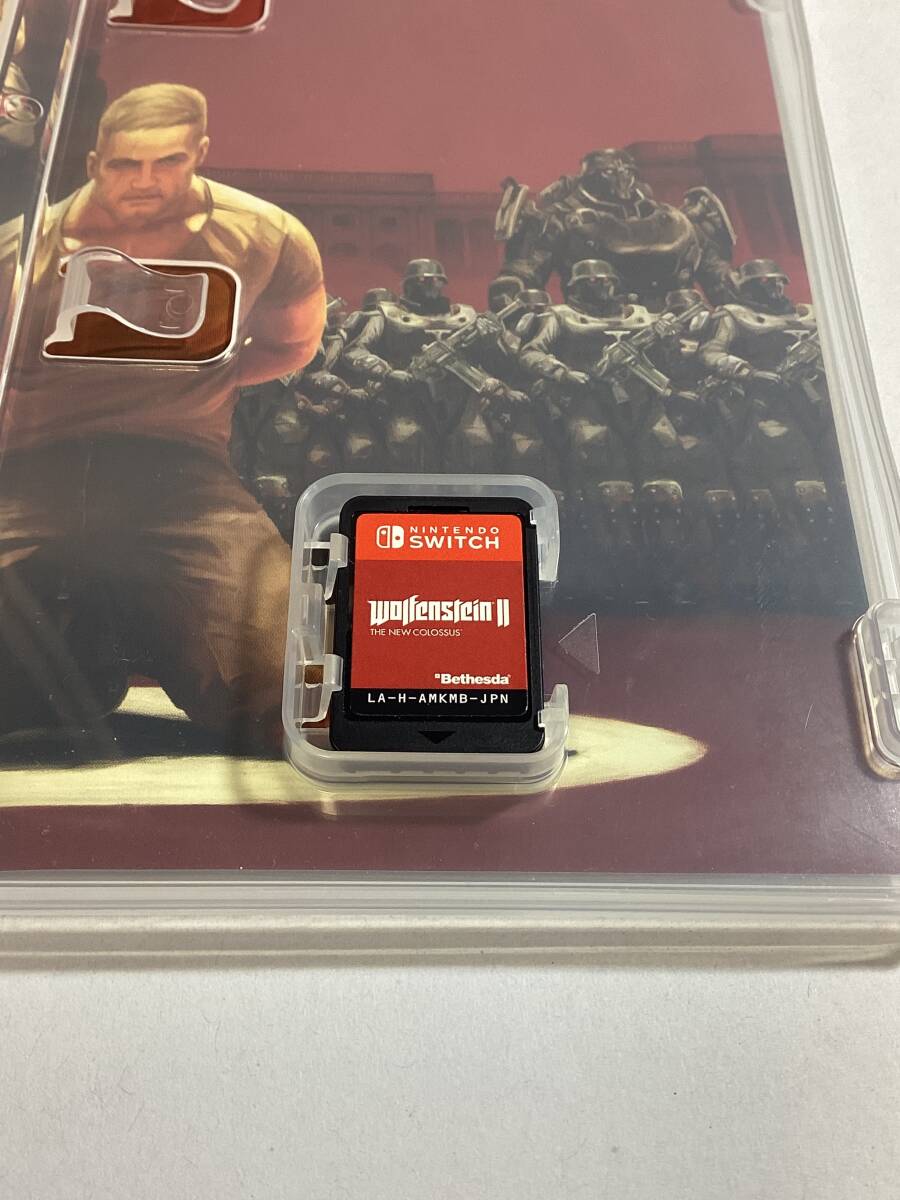 NINTENDO
SWITCH
Wolfenstein II
THE NEW COLOSSUS
Bethesda
LA-H-AMKMB-JPN